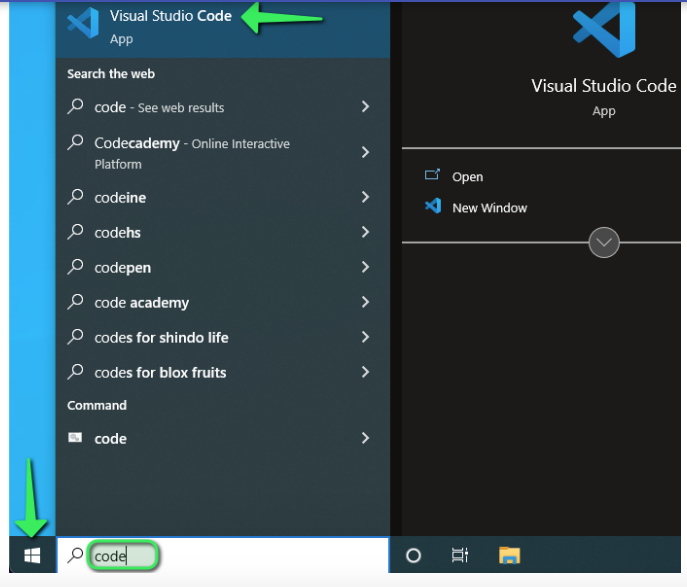 Visual Studio Code
App
Search the web
code - See web results
Codecademy - Online Interactive
Platform
codeine
codehs
codepen
code academy
codes for shindo life
codes for blox fruits
Command
code
code
Visual Studio Code
App
Open
New Window